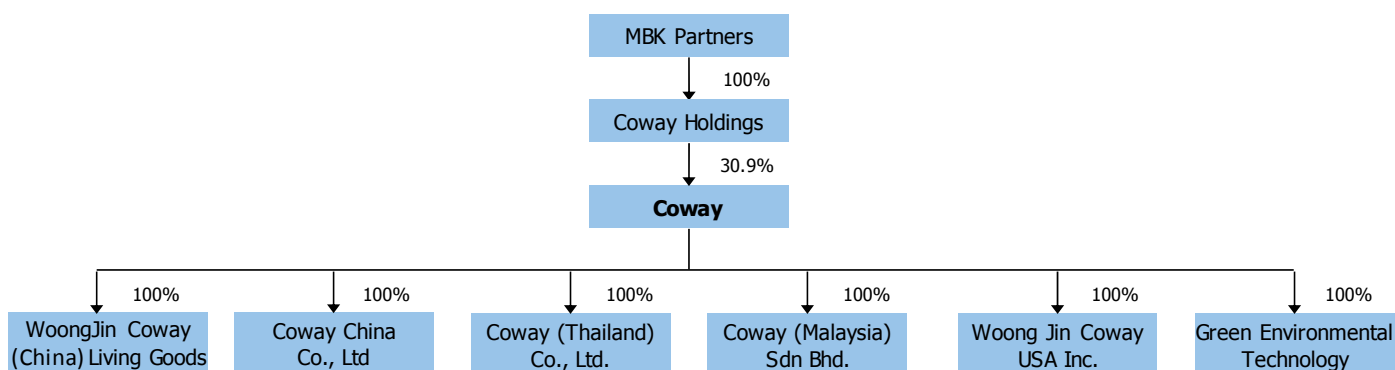 MBK Partners
100%
Coway Holdings
30.9%
Coway
100%
100%
100%
100%
100%
100%
WoongJin Coway
(China) Living Goods
Coway China
Co., Ltd
Coway (Thailand)
Co., Ltd.
Coway (Malaysia)
Sdn Bhd.
Woong Jin Coway
USA Inc.
Green Environmental
Technology